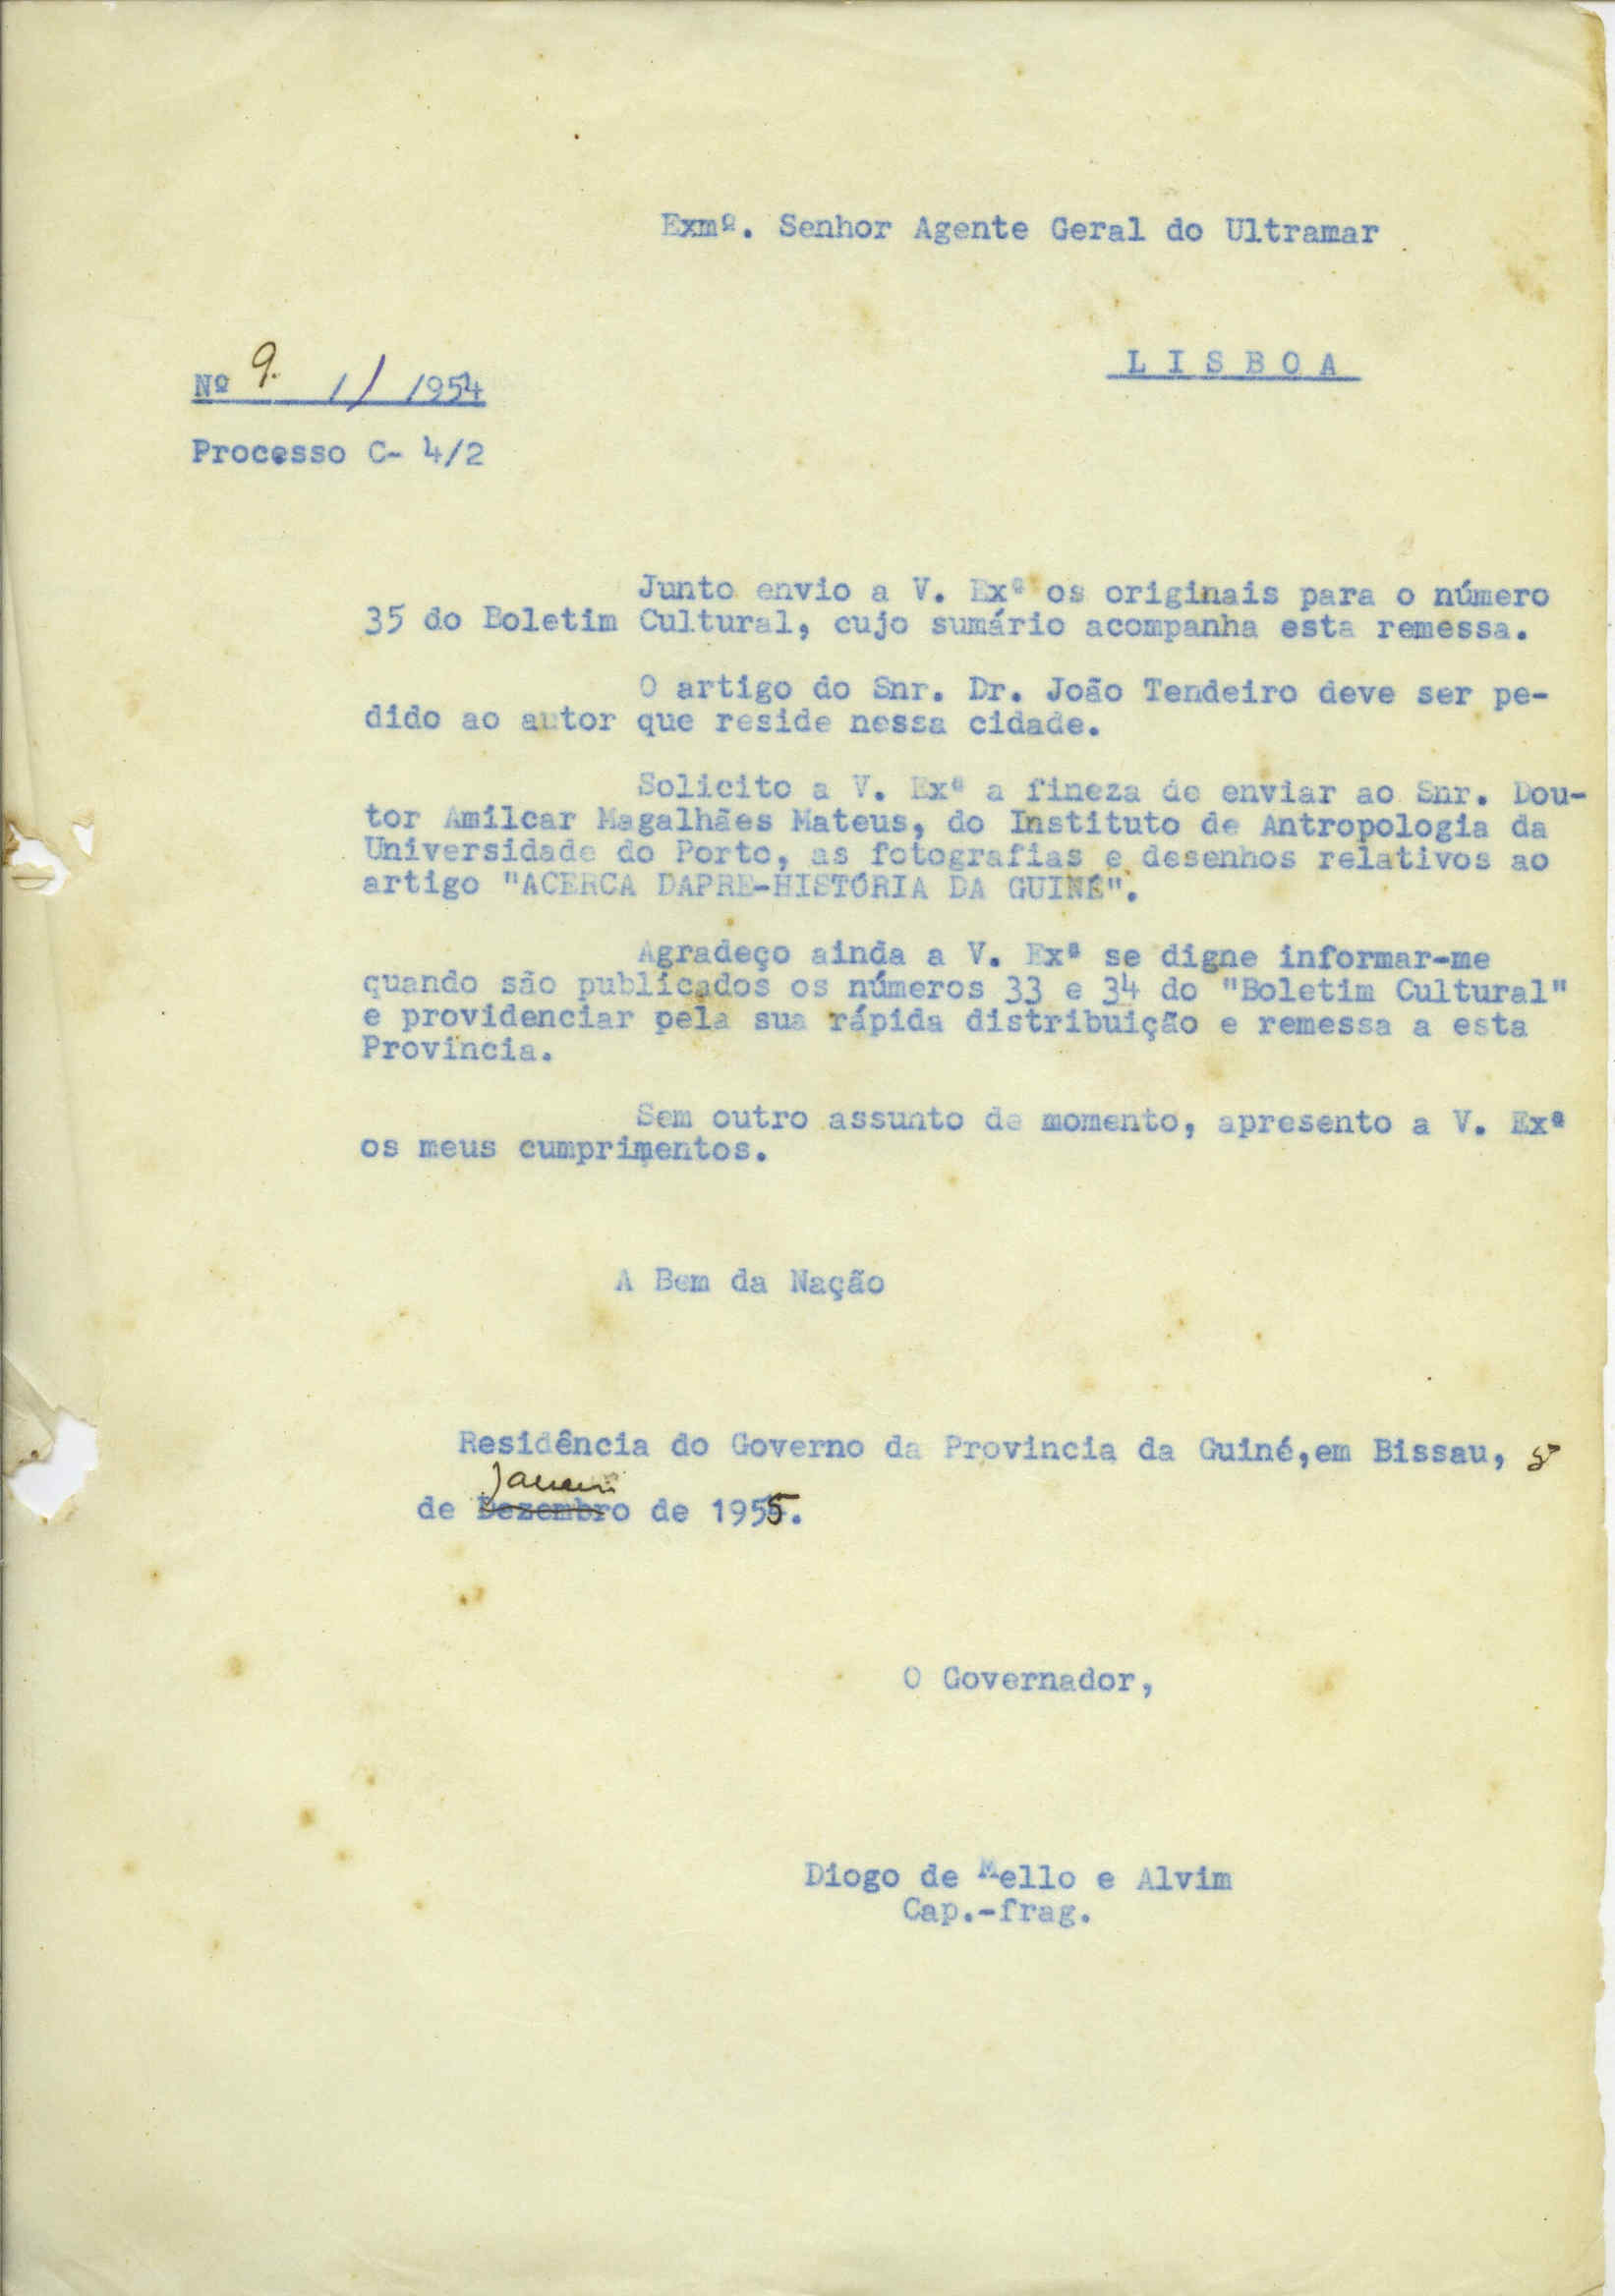 Exmº. Senhor Agente Geral do Ultramar
L I S B O A
Nº 9. / / /1954
Processo C- 4/2
Junto envio a V. Exª os originais para o número
35 do Boletim Cultural, cujo sumário acompanha esta remessa.
O artigo do Snr. Dr. João Tendeiro deve ser pe-
dido ao autor que reside nessa cidade.
Solicito a V. Exª a fineza de enviar ao Snr. Dou-
tor Amílcar Magalhães Mateus, do Instituto de Antropologia da
Universidade do Porto, as fotografias e desenhos relativos ao
artigo "ACERCA DAPRE-HISTÓRIA DA GUINÉ".
Agradeço ainda a V. Exª se digne informar-me
quando são publicados os números 33 e 34 do "Boletim Cultural"
e providenciar pela sua rápida distribuição e remessa a esta
Provincia.
Sem outro assunto de momento, apresento a V. Exª
os meus cumprimentos.
A Bem da Nação
Residência do Governo da Provincia da Guiné,em Bissau,
Janeiro
de Dezembro de 1955.
O Governador,
Diogo de Mello e Alvim
Cap.-frag.